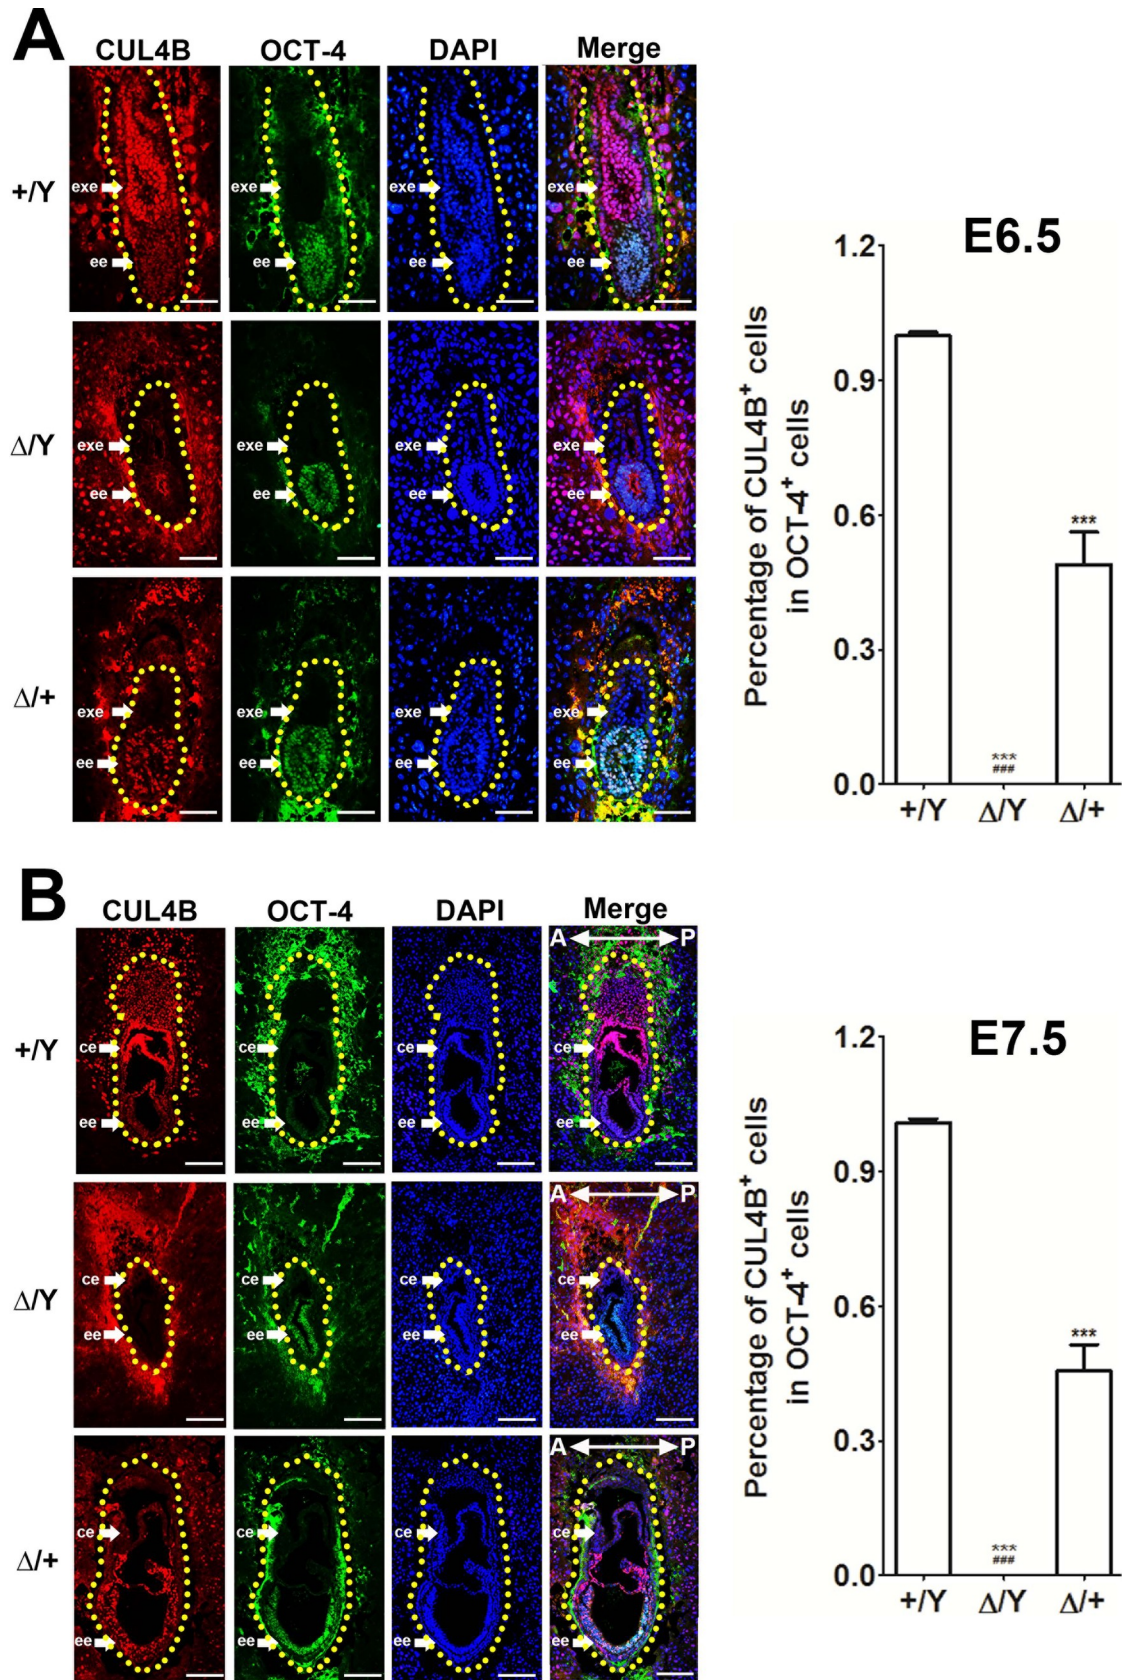 A
CUL4B OCT-4 DAPI Merge
+/Y
exe exe exe exe
ee ee ee ee
Δ/Y
exe exe exe exe
ee ee ee ee
Δ/+
exe exe exe exe
ee ee ee ee
E6.5
Percentage of CUL4B+ cells
in OCT-4+ cells
1.2
0.9
0.6
0.3
0.0
***
***
###
+/Y Δ/Y Δ/+
B
CUL4B OCT-4 DAPI Merge
A P
+/Y
ce ce ce ce
ee ee ee ee
A P
Δ/Y
ce ce ce ce
ee ee ee ee
A P
Δ/+
ce ce ce ce
ee ee ee ee
E7.5
Percentage of CUL4B+ cells
in OCT-4+ cells
1.2
0.9
0.6
0.3
0.0
***
***
###
+/Y Δ/Y Δ/+